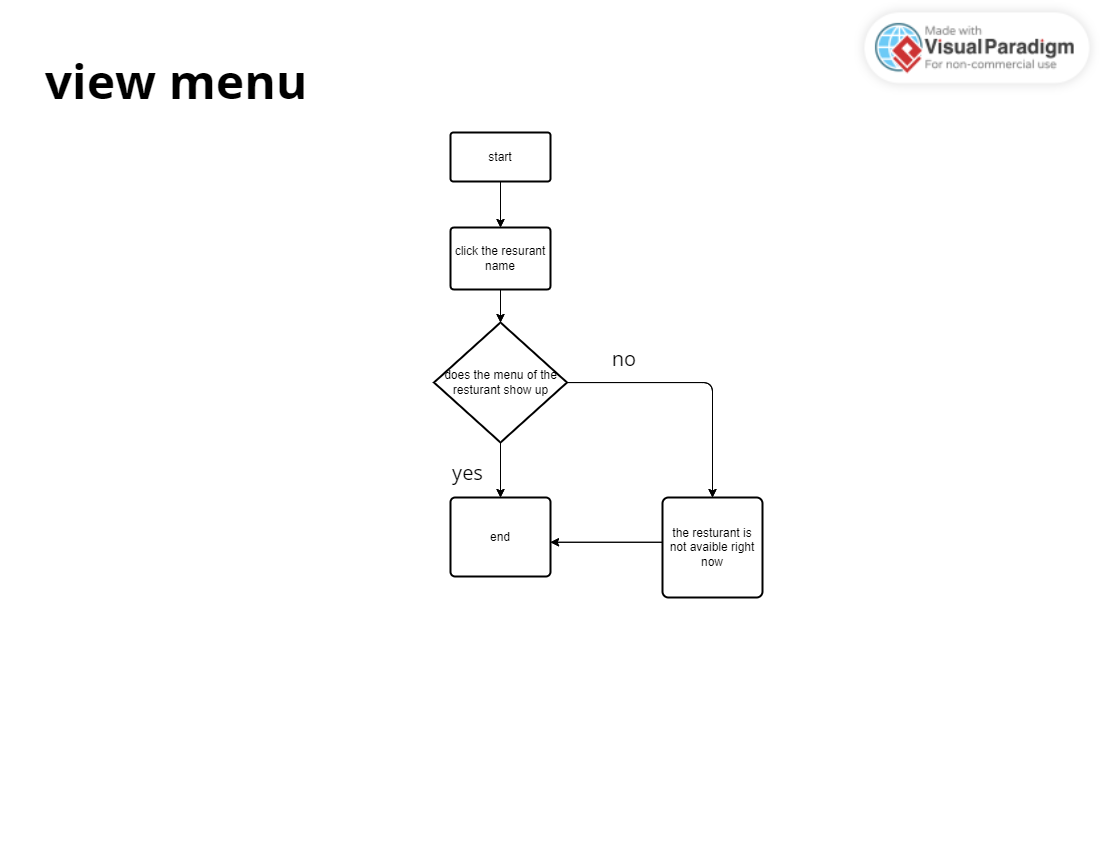 Made with
Visual Paradigm
For non-commercial use
view menu
start
click the resurant
name
does the menu of the
resturant show up
no
yes
end
the resturant is
not avaible right
now